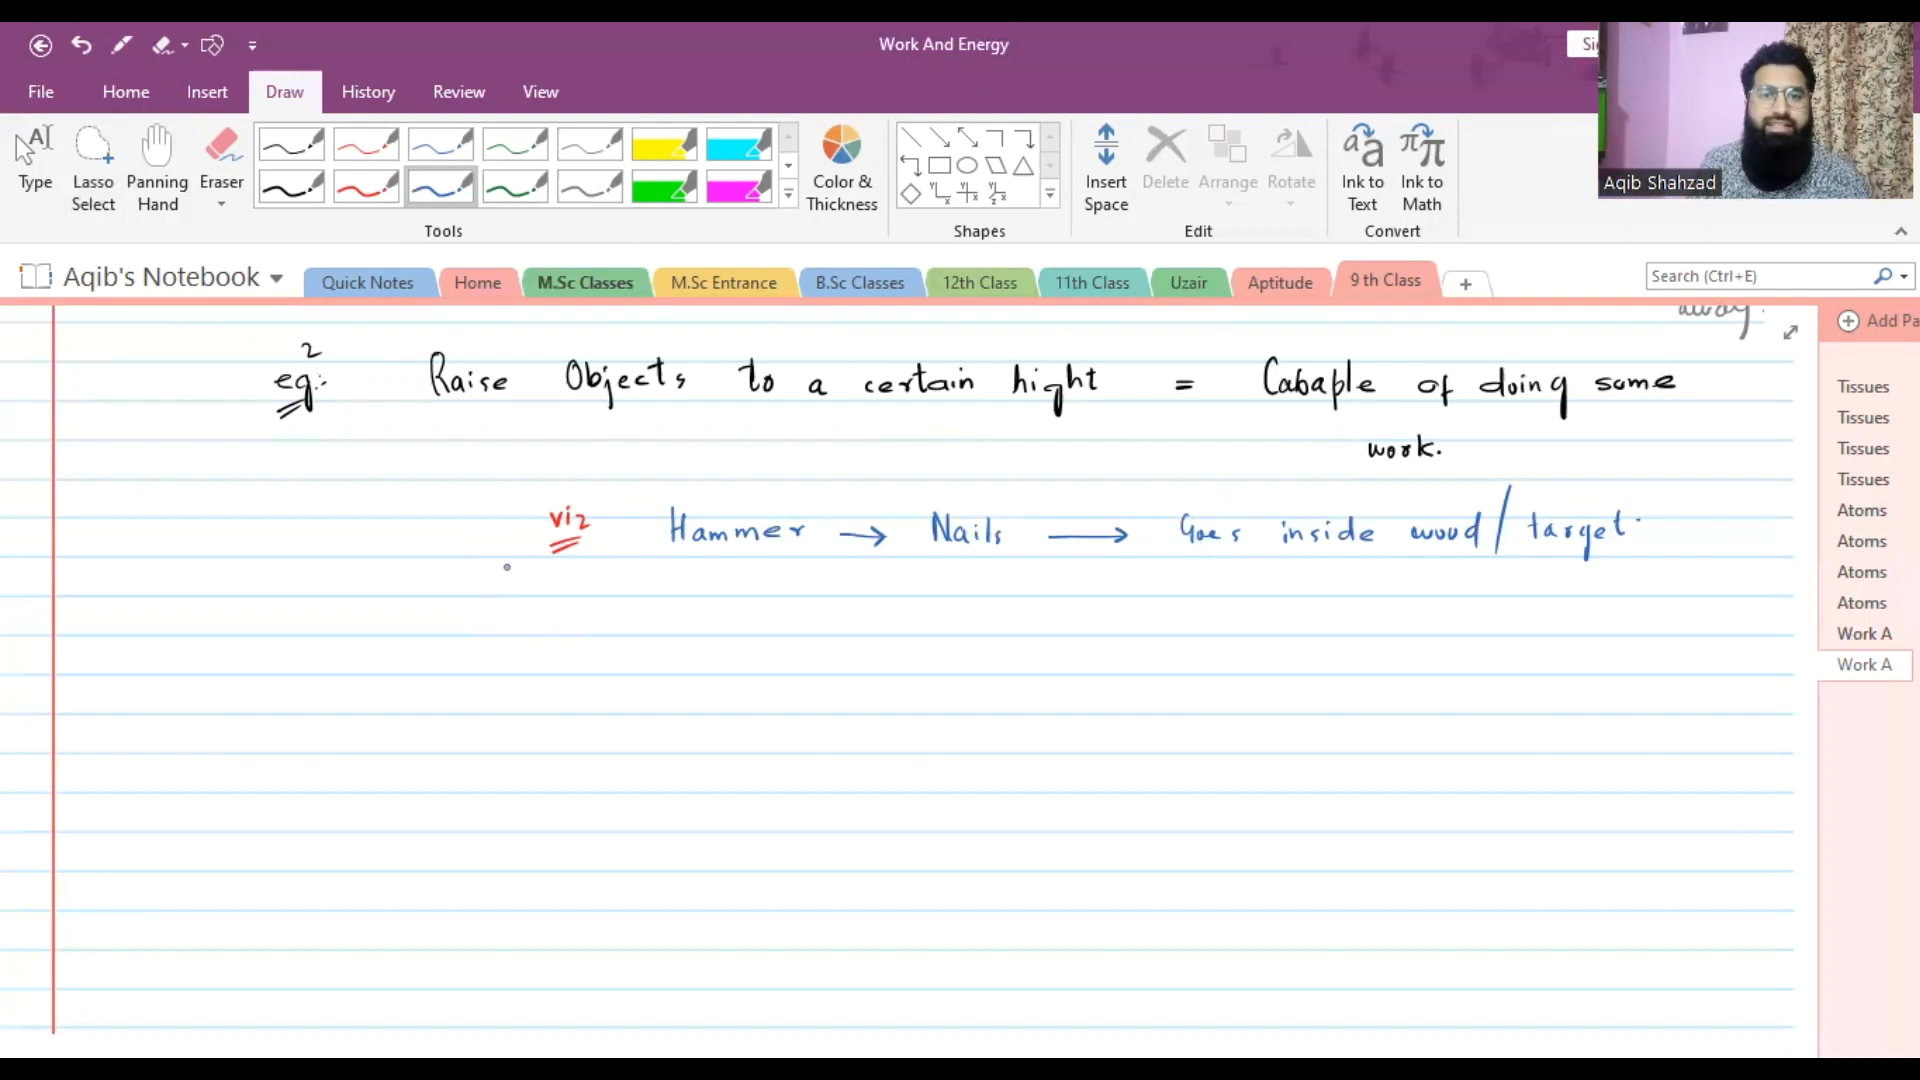 Work And Energy
Si
File Home Insert Draw History Review View
Type
Lasso Select
Panning Hand
Eraser
Color & Thickness
Insert Space
Delete
Arrange
Rotate
Ink to Text
Ink to Math
Tools Shapes Edit Convert
Aqib Shahzad
Aqib's Notebook
Quick Notes Home M.Sc Classes M.Sc Entrance B.Sc Classes 12th Class 11th Class Uzair Aptitude 9 th Class +
Search (Ctrl+E)
Add Pa
Tissues
Tissues
Tissues
Tissues
Atoms
Atoms
Atoms
Atoms
Work A
Work A
away.
2
eg:- Raise Objects to a certain hight = Cabaple of doing some
work.
viz Hammer → Nails → Goes inside wood / target.